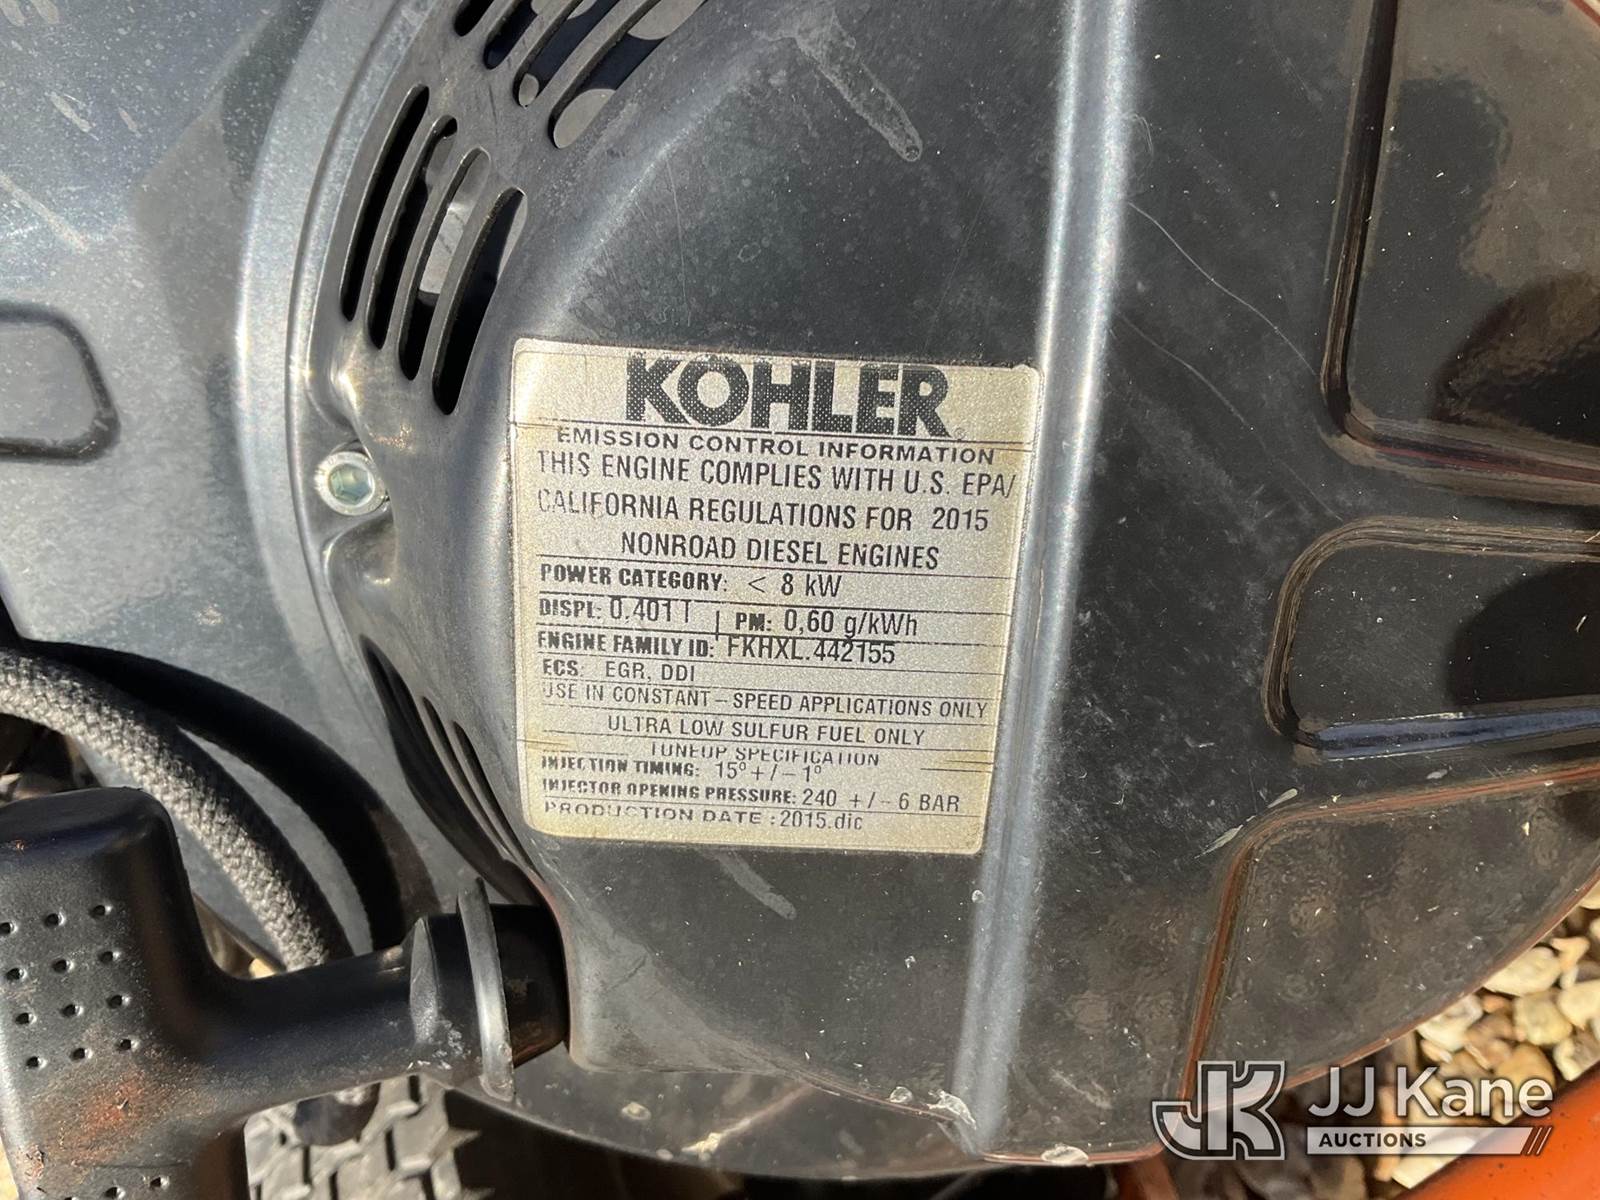 KOHLER®
EMISSION CONTROL INFORMATION
THIS ENGINE COMPLIES WITH U.S. EPA/
CALIFORNIA REGULATIONS FOR 2015
NONROAD DIESEL ENGINES
POWER CATEGORY: < 8 kW
DISPL: 0.401 l PM: 0,60 g/kWh
ENGINE FAMILY ID: FKHXL.442155
ECS: EGR, DDI
USE IN CONSTANT – SPEED APPLICATIONS ONLY
ULTRA LOW SULFUR FUEL ONLY
TUNEUP SPECIFICATION
INJECTION TIMING: 15° +/– 1°
INJECTOR OPENING PRESSURE: 240 +/– 6 BAR
PRODUCTION DATE : 2015.dic
JK JJ Kane
AUCTIONS